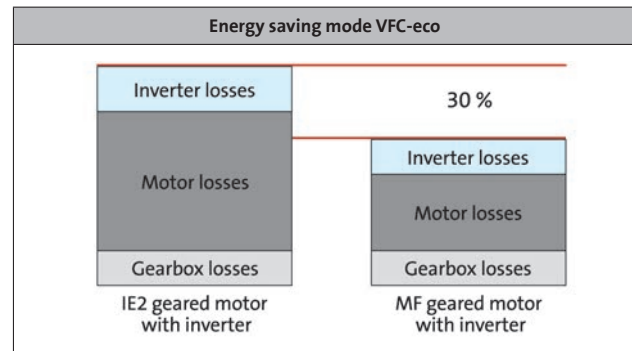 Energy saving mode VFC-eco
Inverter losses
30 %
Inverter losses
Motor losses
Motor losses
Gearbox losses
Gearbox losses
IE2 geared motor
with inverter
MF geared motor
with inverter